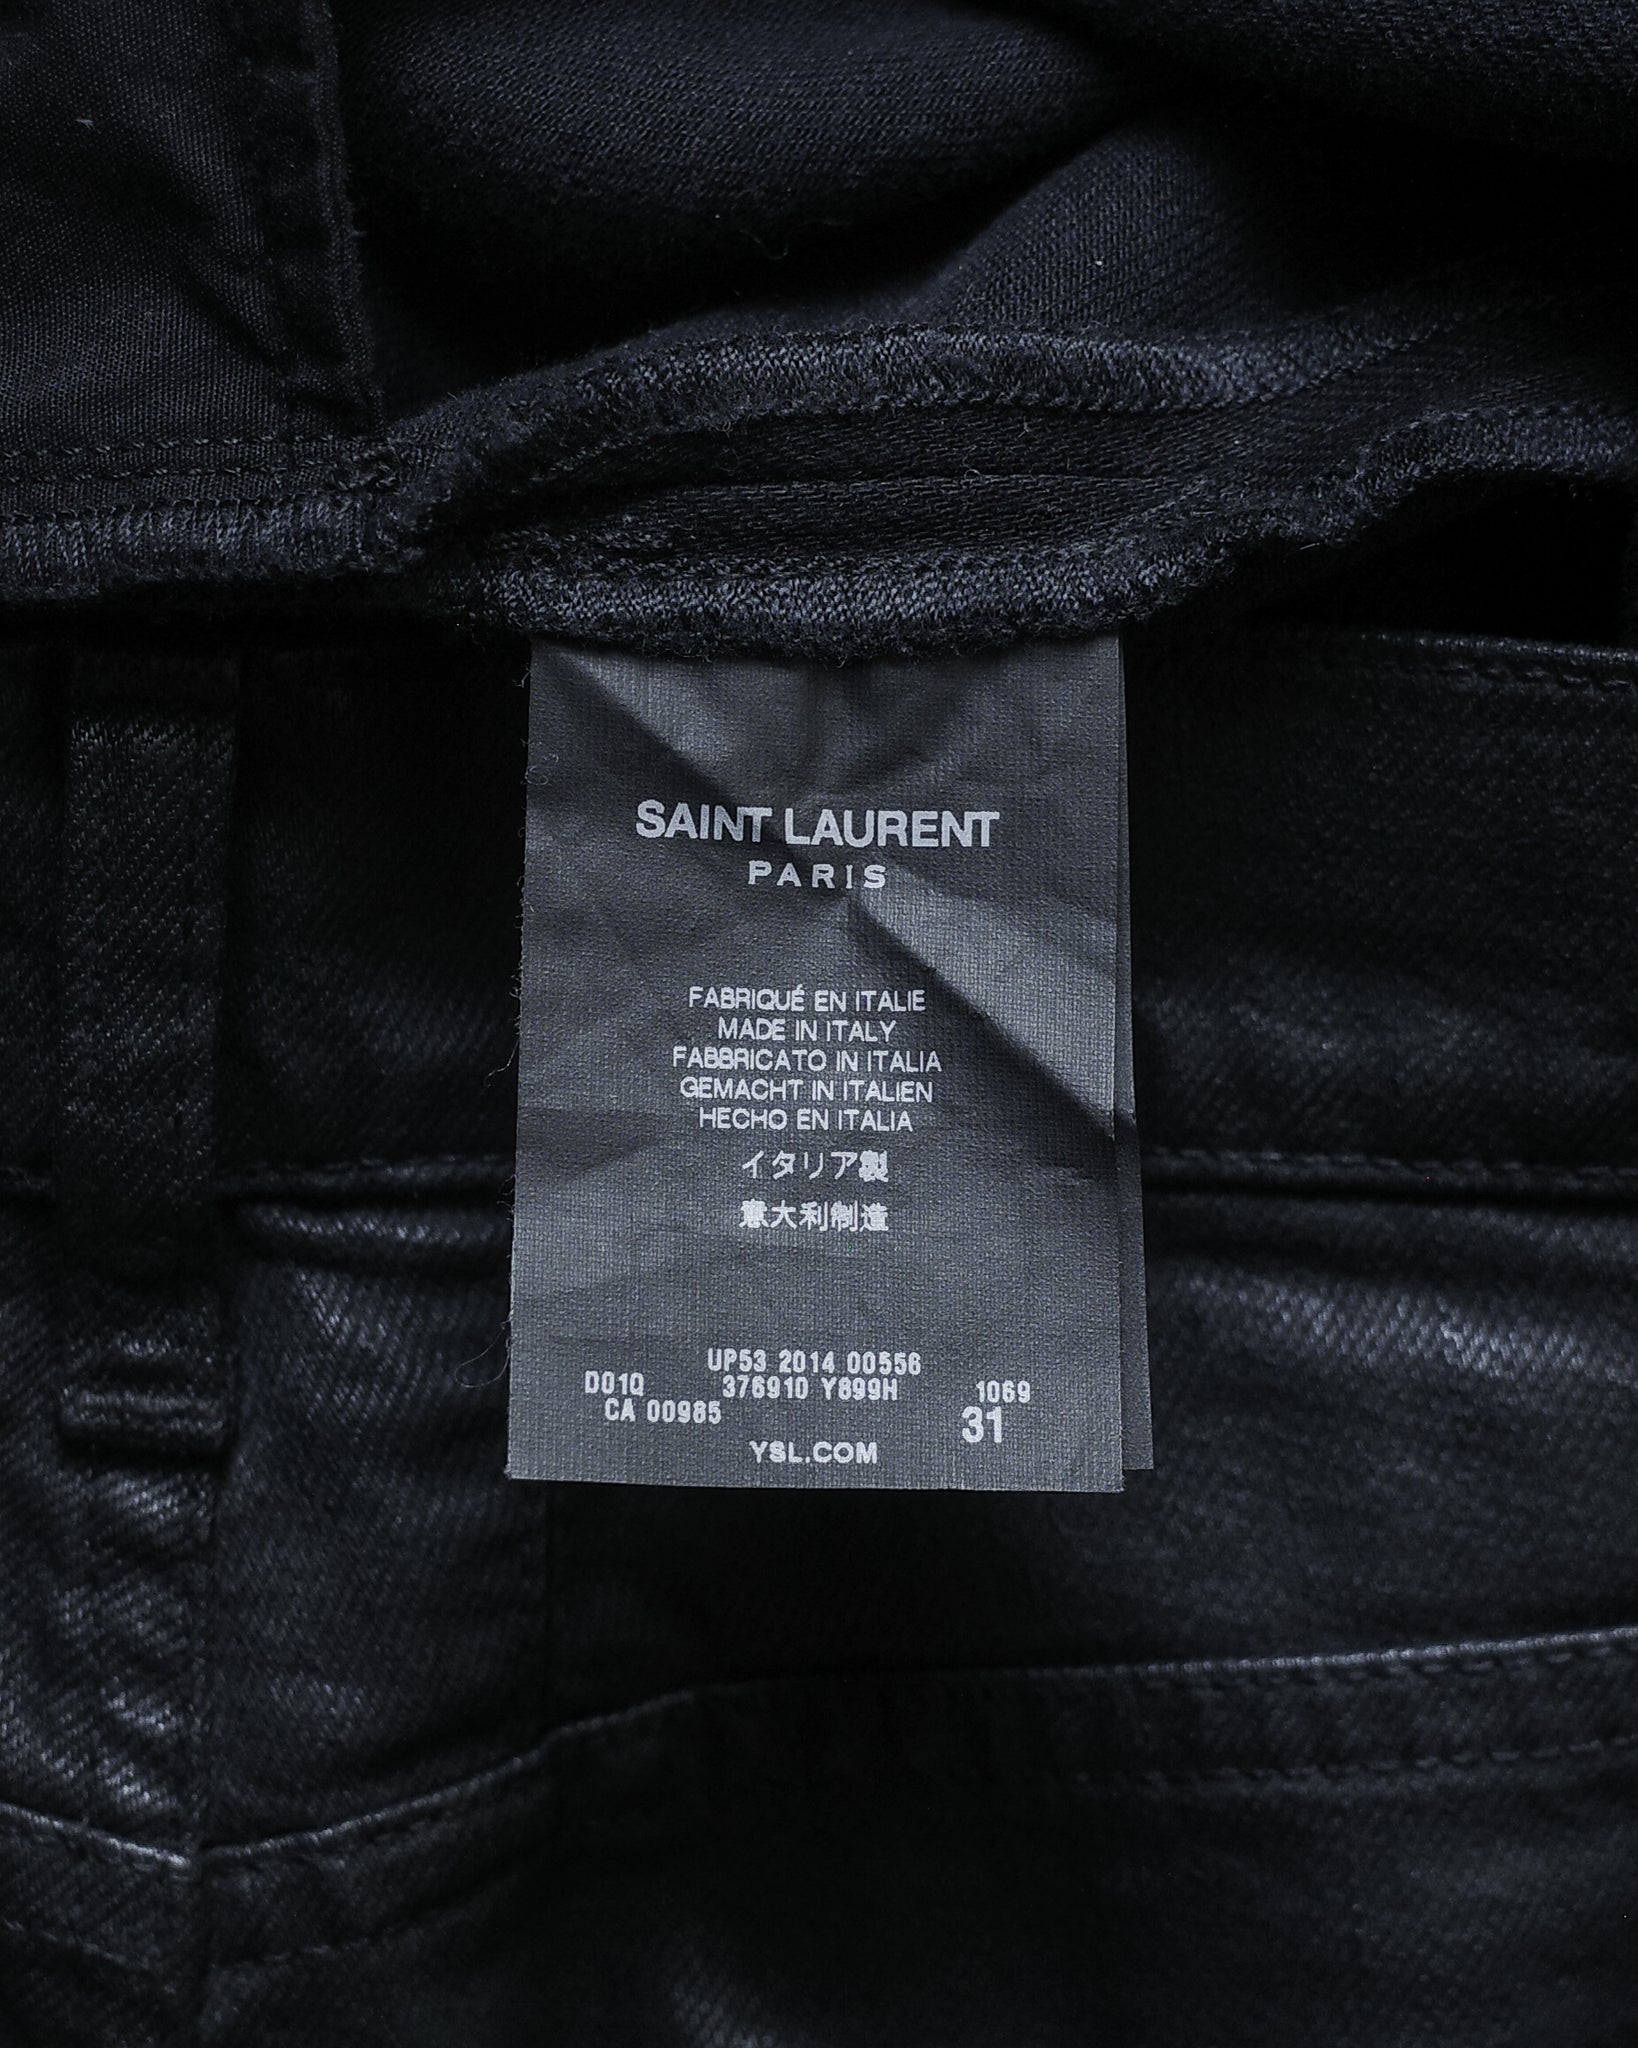 SAINT LAURENT
PARIS
FABRIQUÉ EN ITALIE
MADE IN ITALY
FABBRICATO IN ITALIA
GEMACHT IN ITALIEN
HECHO EN ITALIA
イタリア製
意大利制造
UP53 2014 00556
D01Q 376910 Y899H 1069
CA 00985 31
YSL.COM